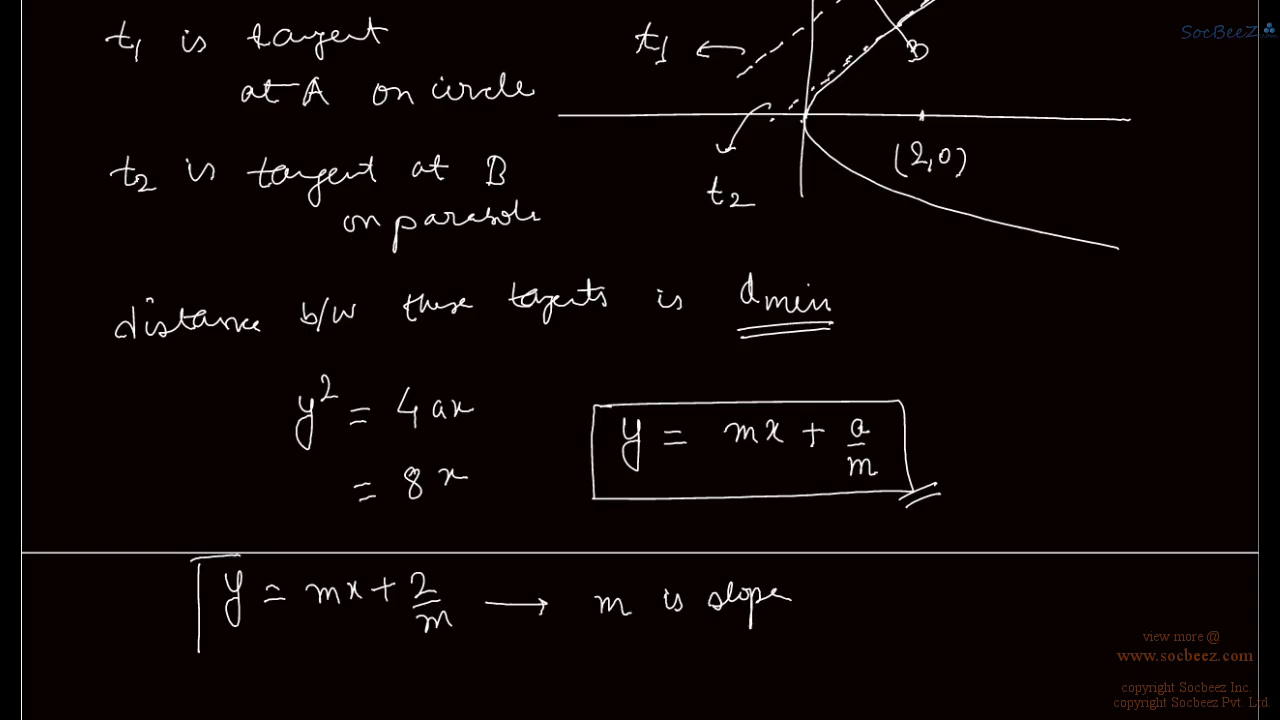 SocBeeZ
t₁ is tangent
at A on circle
t₁
B
(2,0)
t₂
t₂ is tangent at B
on parabola
distance b/w these tangents is dmin
y² = 4ax
= 8x
y = mx + a/m
y = mx + 2/m → m is slope
view more @
www.socbeez.com
copyright Socbeez Inc.
copyright Socbeez Pvt. Ltd.